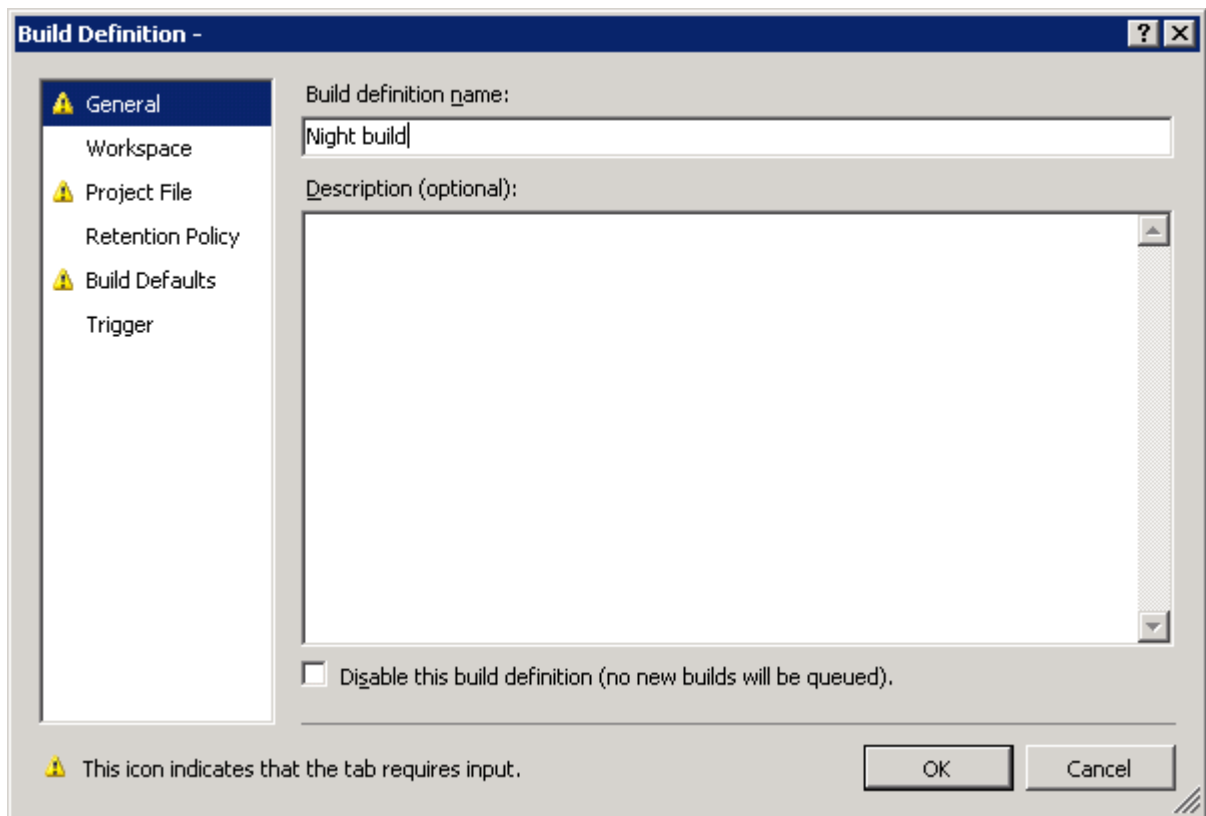 Build Definition -
General
Workspace
Project File
Retention Policy
Build Defaults
Trigger
Build definition name:
Night build
Description (optional):
Disable this build definition (no new builds will be queued).
This icon indicates that the tab requires input.
OK
Cancel